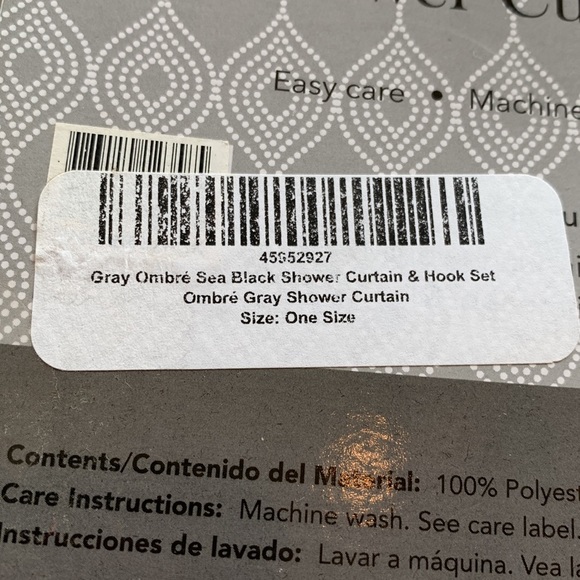 Easy care • Machine
45952927
Gray Ombré Sea Black Shower Curtain & Hook Set
Ombré Gray Shower Curtain
Size: One Size
Contents/Contenido del Material: 100% Polyest
Care Instructions: Machine wash. See care label.
Instrucciones de lavado: Lavar a máquina. Vea la